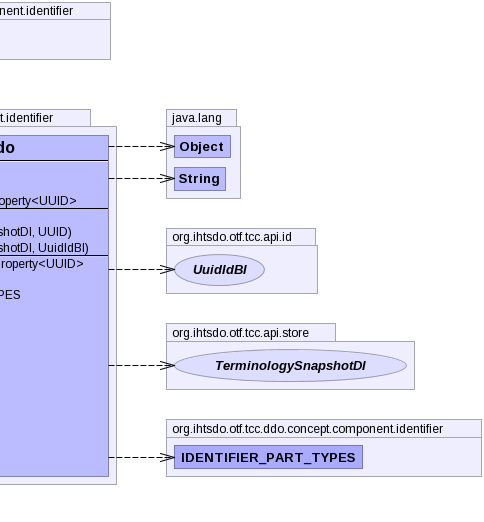 nent.identifier
t.identifier
do
operty<UUID>
shotDI, UUID)
shotDI, UuidIdBI)
Property<UUID>
PES
java.lang
Object
String
org.ihtsdo.otf.tcc.api.id
UuidIdBI
org.ihtsdo.otf.tcc.api.store
TerminologySnapshotDI
org.ihtsdo.otf.tcc.ddo.concept.component.identifier
IDENTIFIER_PART_TYPES